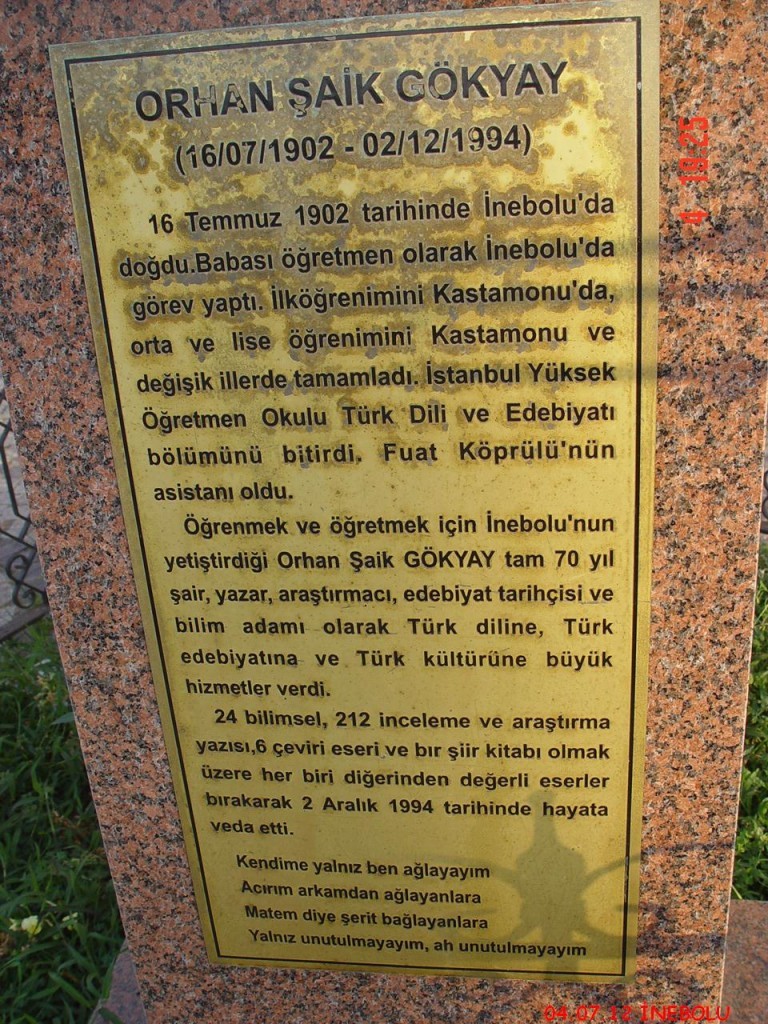 ORHAN ŞAİK GÖKYAY
(16/07/1902 - 02/12/1994)
16 Temmuz 1902 tarihinde İnebolu'da
doğdu.Babası öğretmen olarak İnebolu'da
görev yaptı. İlköğrenimini Kastamonu'da,
orta ve lise öğrenimini Kastamonu ve
değişik illerde tamamladı. İstanbul Yüksek
Öğretmen Okulu Türk Dili ve Edebiyatı
bölümünü bitirdi. Fuat Köprülü'nün
asistanı oldu.
Öğrenmek ve öğretmek için İnebolu'nun
yetiştirdiği Orhan Şaik GÖKYAY tam 70 yıl
şair, yazar, araştırmacı, edebiyat tarihçisi ve
bilim adamı olarak Türk diline, Türk
edebiyatına ve Türk kültürüne büyük
hizmetler verdi.
24 bilimsel, 212 inceleme ve araştırma
yazısı,6 çeviri eseri ve bır şiir kitabı olmak
üzere her biri diğerinden değerli eserler
bırakarak 2 Aralık 1994 tarihinde hayata
veda etti.
Kendime yalnız ben ağlayayım
Acırım arkamdan ağlayanlara
Matem diye şerit bağlayanlara
Yalnız unutulmayayım, ah unutulmayayım
4 19:25
04-07-12 İNEBOLU